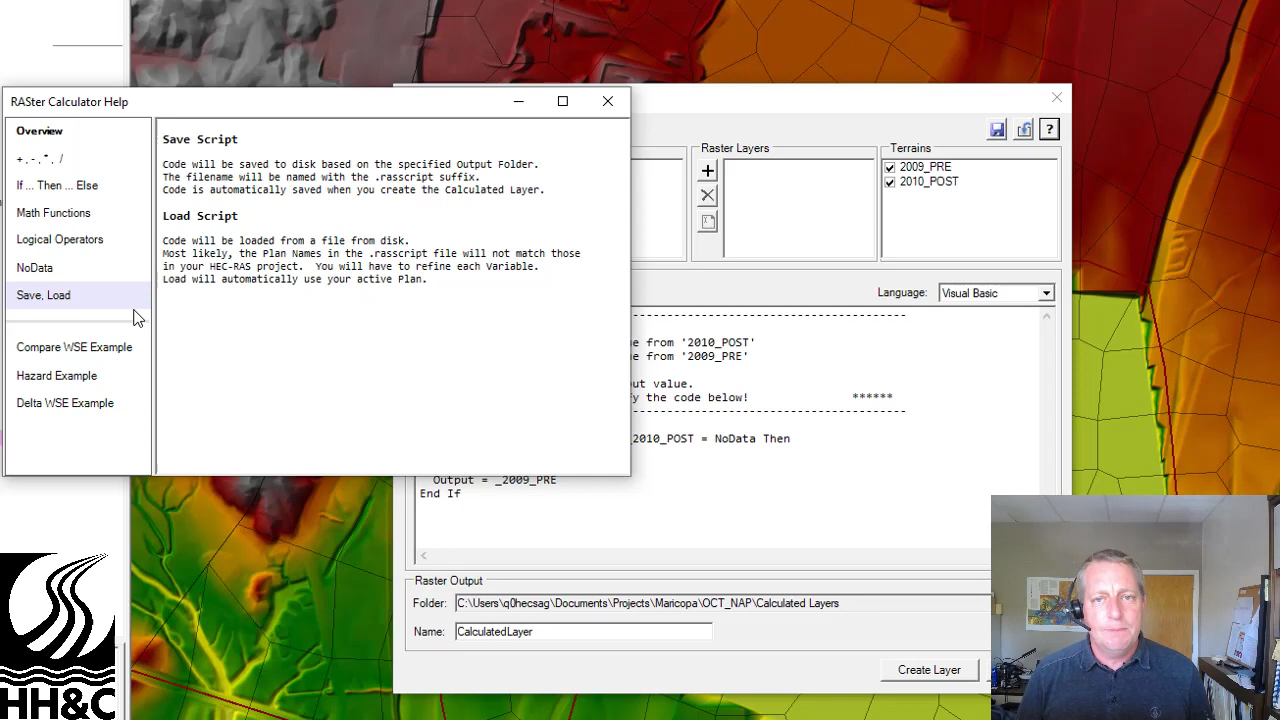 RASter Calculator Help
Overview
+ , - , * , /
If ... Then ... Else
Math Functions
Logical Operators
NoData
Save, Load
Compare WSE Example
Hazard Example
Delta WSE Example
Save Script
Code will be saved to disk based on the specified Output Folder.
The filename will be named with the .rasscript suffix.
Code is automatically saved when you create the Calculated Layer.
Load Script
Code will be loaded from a file from disk.
Most likely, the Plan Names in the .rasscript file will not match those
in your HEC-RAS project.  You will have to refine each Variable.
Load will automatically use your active Plan.
?
Raster Layers
Terrains
2009_PRE
2010_POST
Language:
Visual Basic
------------------------------------------
from '2010_POST'
from '2009_PRE'
value.
the code below! ******
------------------------------------------
_2010_POST = NoData Then
Output = _2009_PRE
End If
Raster Output
Folder: C:\Users\q0hecsag\Documents\Projects\Maricopa\OCT_NAP\Calculated Layers
Name: CalculatedLayer
Create Layer
HH&C